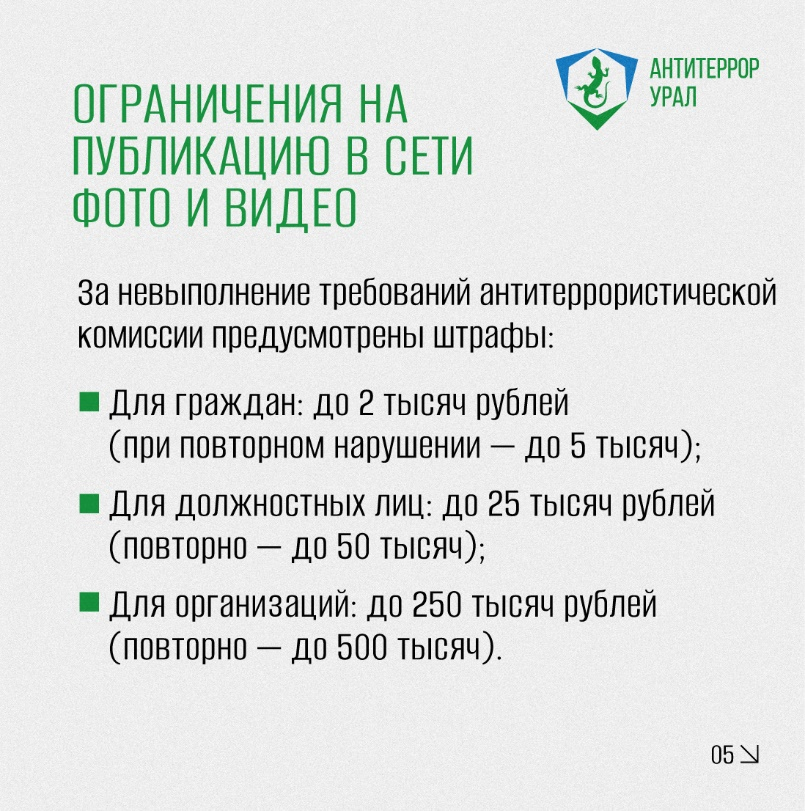 АНТИТЕРРОР
УРАЛ
ОГРАНИЧЕНИЯ НА
ПУБЛИКАЦИЮ В СЕТИ
ФОТО И ВИДЕО
За невыполнение требований антитеррористической
комиссии предусмотрены штрафы:
Для граждан: до 2 тысяч рублей
(при повторном нарушении — до 5 тысяч);
Для должностных лиц: до 25 тысяч рублей
(повторно — до 50 тысяч);
Для организаций: до 250 тысяч рублей
(повторно — до 500 тысяч).
05